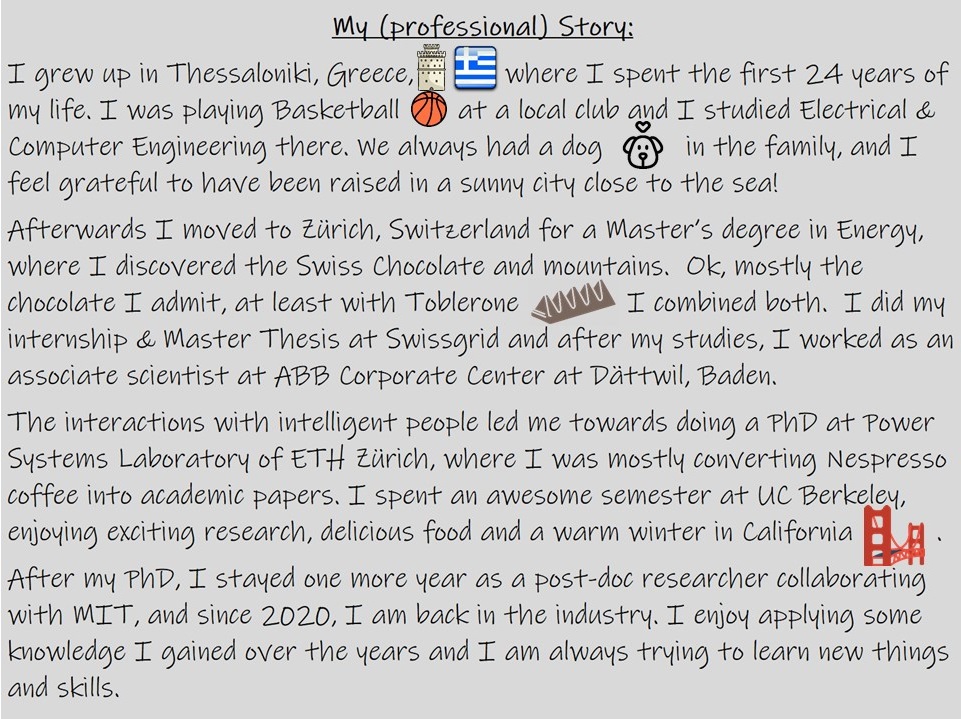 My (professional) Story:
I grew up in Thessaloniki, Greece, where I spent the first 24 years of
my life. I was playing Basketball at a local club and I studied Electrical &
Computer Engineering there. We always had a dog in the family, and I
feel grateful to have been raised in a sunny city close to the sea!
Afterwards I moved to Zürich, Switzerland for a Master's degree in Energy,
where I discovered the Swiss Chocolate and mountains. Ok, mostly the
chocolate I admit, at least with Toblerone I combined both. I did my
internship & Master Thesis at Swissgrid and after my studies, I worked as an
associate scientist at ABB Corporate Center at Dättwil, Baden.
The interactions with intelligent people led me towards doing a PhD at Power
Systems Laboratory of ETH Zürich, where I was mostly converting Nespresso
coffee into academic papers. I spent an awesome semester at UC Berkeley,
enjoying exciting research, delicious food and a warm winter in California .
After my PhD, I stayed one more year as a post-doc researcher collaborating
with MIT, and since 2020, I am back in the industry. I enjoy applying some
knowledge I gained over the years and I am always trying to learn new things
and skills.